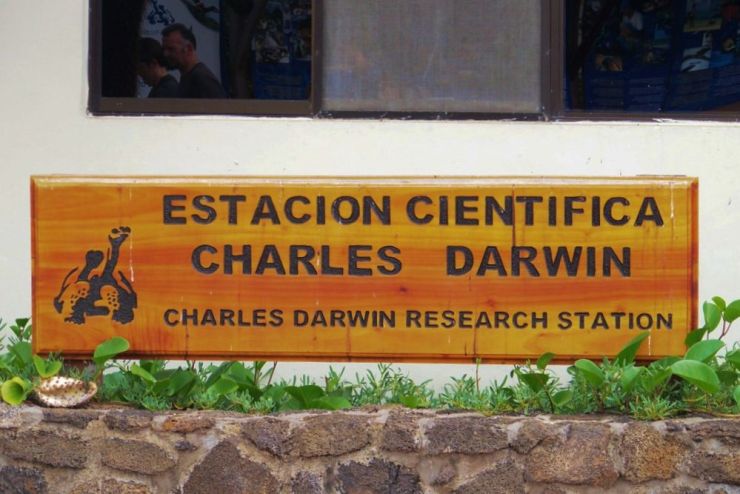 ESTACION CIENTIFICA
CHARLES DARWIN
CHARLES DARWIN RESEARCH STATION